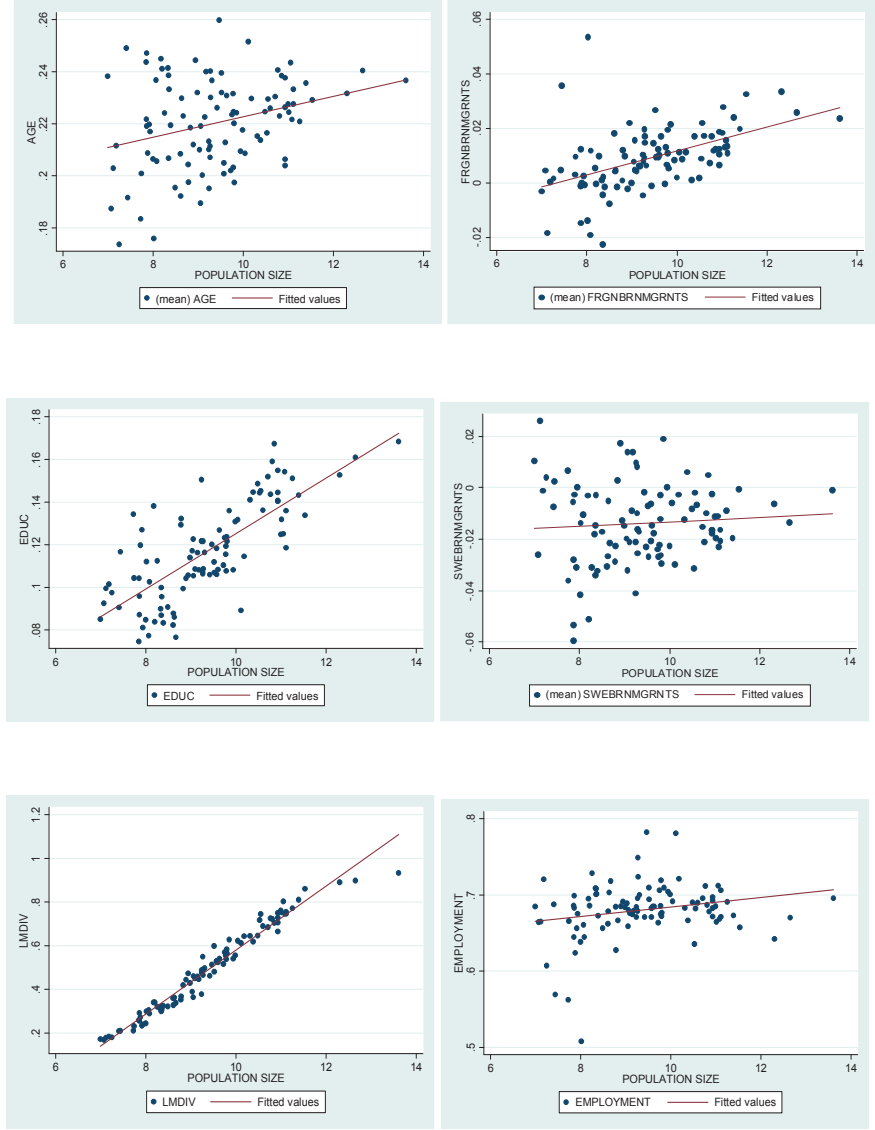 .26
.24
.22
.2
.18
AGE
6 8 10 12 14
POPULATION SIZE
(mean) AGE Fitted values
.06
.04
.02
0
-.02
FRGNBRNMGRNTS
6 8 10 12 14
POPULATION SIZE
(mean) FRGNBRNMGRNTS Fitted values
.18
.16
.14
.12
.1
.08
EDUC
6 8 10 12 14
POPULATION SIZE
EDUC Fitted values
.02
0
-.02
-.04
-.06
SWEBRNMGRNTS
6 8 10 12 14
POPULATION SIZE
(mean) SWEBRNMGRNTS Fitted values
1.2
1
.8
.6
.4
.2
LMDIV
6 8 10 12 14
POPULATION SIZE
LMDIV Fitted values
.8
.7
.6
.5
EMPLOYMENT
6 8 10 12 14
POPULATION SIZE
EMPLOYMENT Fitted values